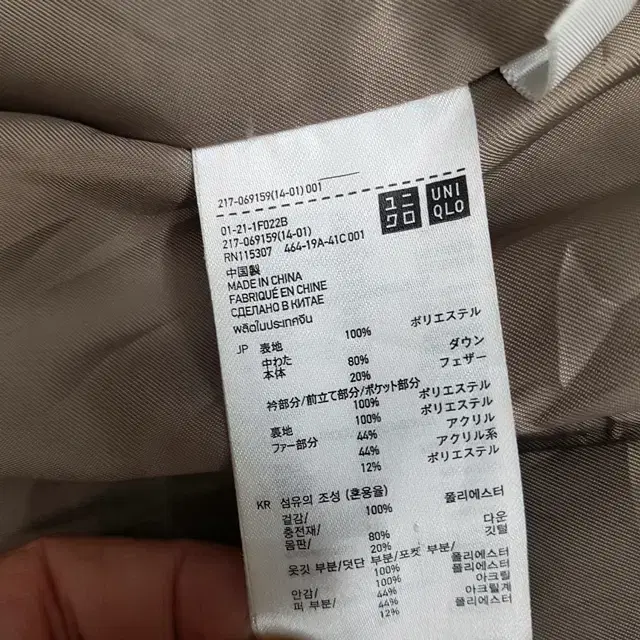 217-069159(14-01) 001
ユニクロ
UNIQLO
01-21-1F022B
217-069159(14-01)
RN115307 464-19A-41C 001
中国製
MADE IN CHINA
FABRIQUÉ EN CHINE
СДЕЛАНО В КИТАЕ
ผลิตในประเทศจีน
JP 表地 100% ポリエステル
中わた
本体 80% ダウン
20% フェザー
衿部分/前立て部分/ポケット部分
100% ポリエステル
裏地 100% ポリエステル
ファー部分 44% アクリル
44% アクリル系
12% ポリエステル
KR 섬유의 조성 (혼용율)
겉감/ 100% 폴리에스터
충전재/
몸판/ 80% 다운
20% 깃털
옷깃 부분/덧단 부분/포켓 부분/
100% 폴리에스터
안감/ 100% 폴리에스터
퍼 부분/ 44% 아크릴
44% 아크릴계
12% 폴리에스터